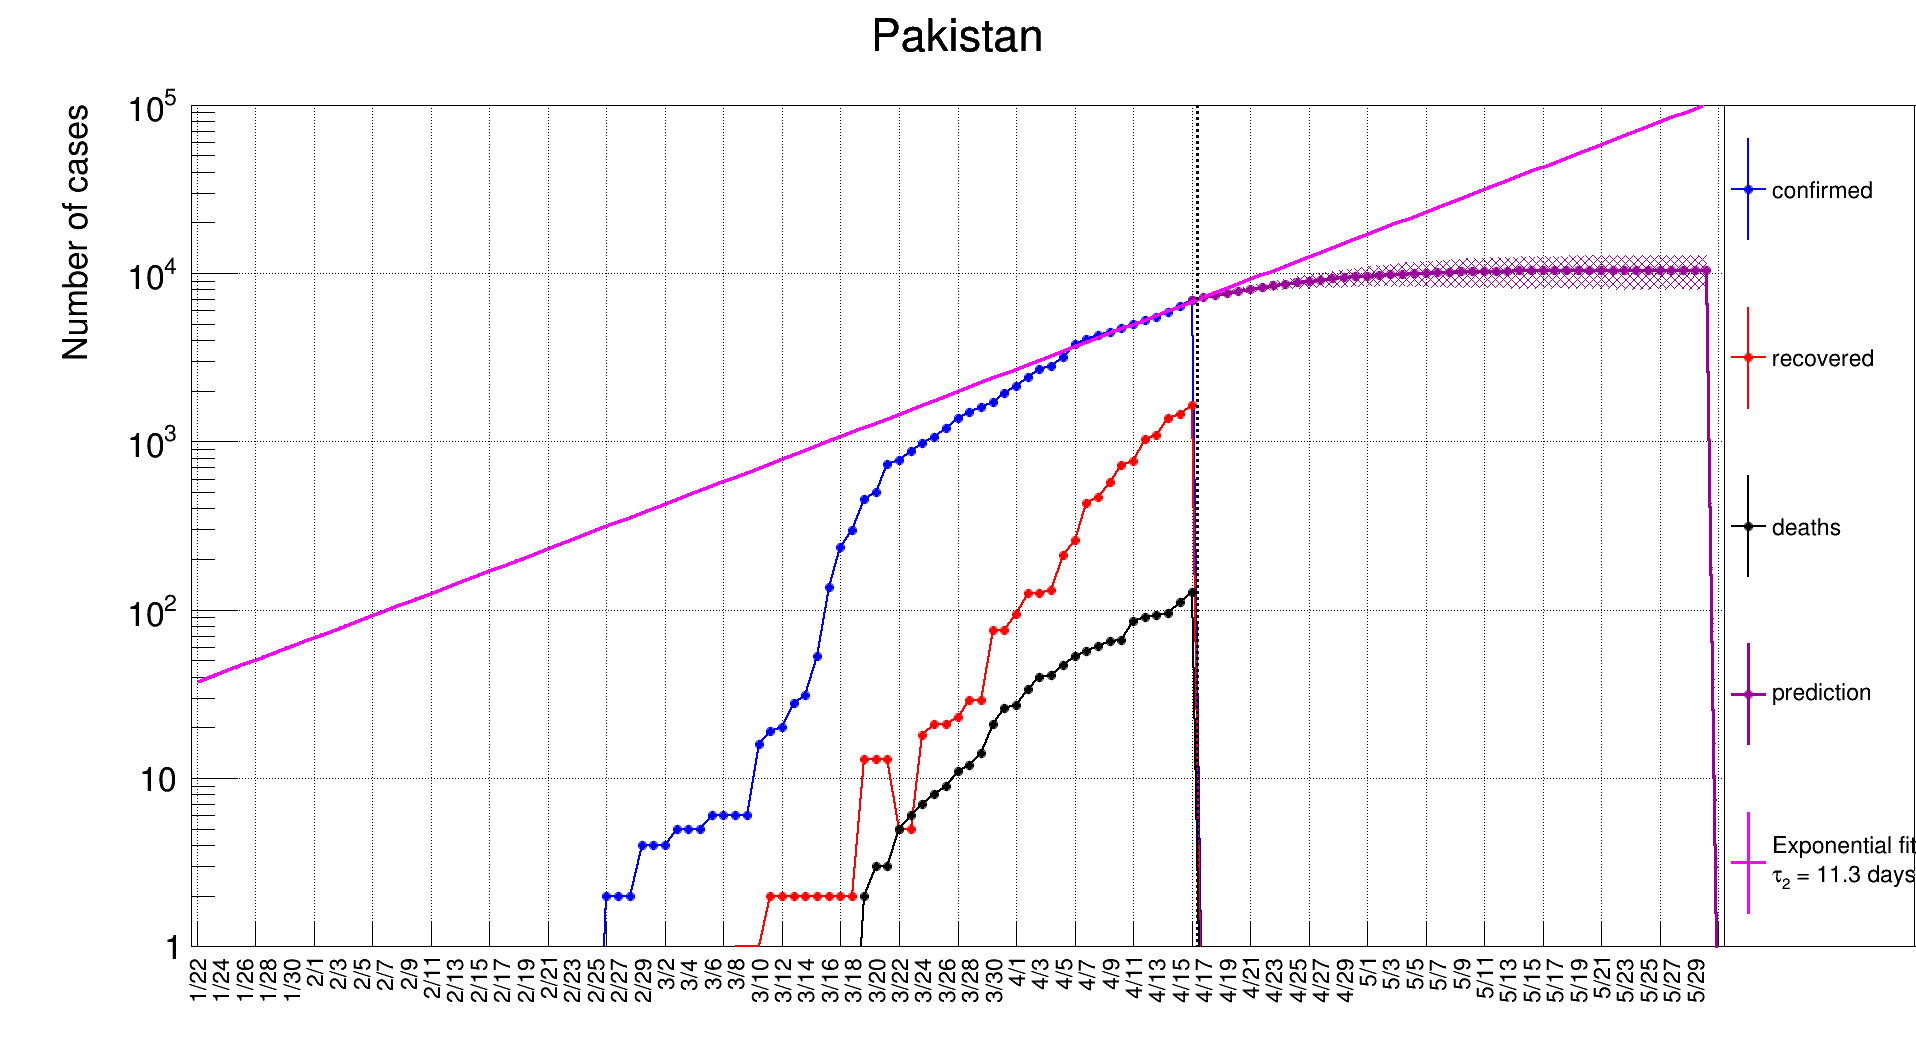 Pakistan
Number of cases
10^5
10^4
10^3
10^2
10
1
1/22 1/24 1/26 1/28 1/30 2/1 2/3 2/5 2/7 2/9 2/11 2/13 2/15 2/17 2/19 2/21 2/23 2/25 2/27 2/29 3/2 3/4 3/6 3/8 3/10 3/12 3/14 3/16 3/18 3/20 3/22 3/24 3/26 3/28 3/30 4/1 4/3 4/5 4/7 4/9 4/11 4/13 4/15 4/17 4/19 4/21 4/23 4/25 4/27 4/29 5/1 5/3 5/5 5/7 5/9 5/11 5/13 5/15 5/17 5/19 5/21 5/23 5/25 5/27 5/29
confirmed
recovered
deaths
prediction
Exponential fit
τ₂ = 11.3 days